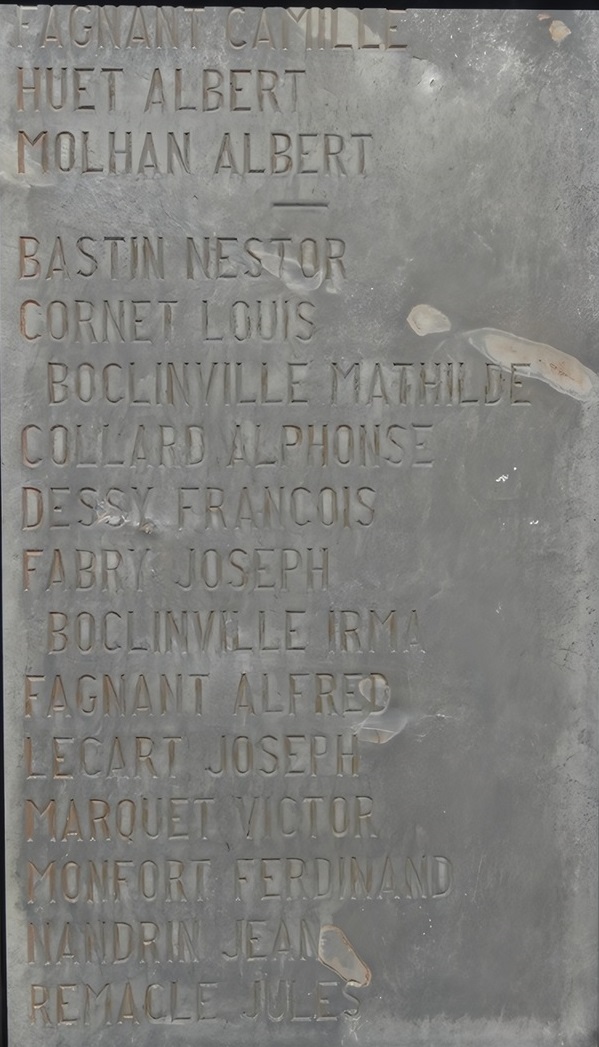 FAGNANT CAMILLE
HUET ALBERT
MOLHAN ALBERT
BASTIN NESTOR
CORNET LOUIS
BOCLINVILLE MATHILDE
COLLARD ALPHONSE
DESSY FRANCOIS
FABRY JOSEPH
BOCLINVILLE IRMA
FAGNANT ALFRED
LECART JOSEPH
MARQUET VICTOR
MONFORT FERDINAND
NANDRIN JEAN
REMACLE JULES